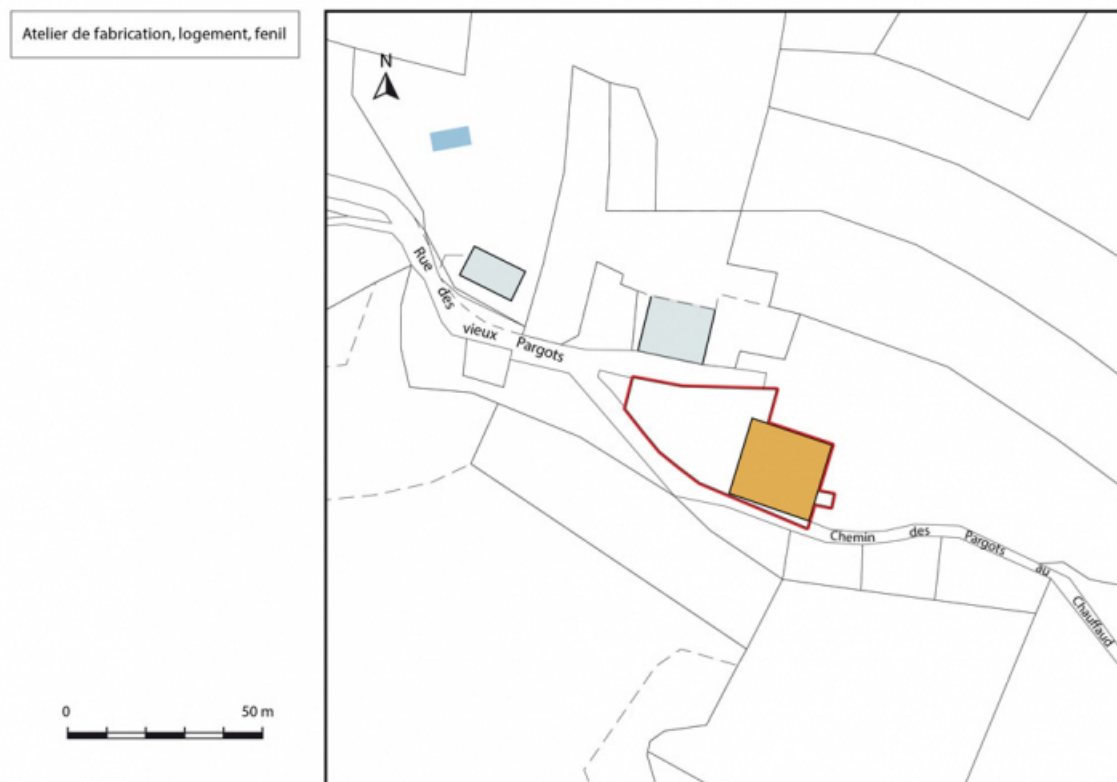 Atelier de fabrication, logement, fenil
N
Rue des vieux Pargots
Chemin des Pargots au Chauffaud
0 50 m